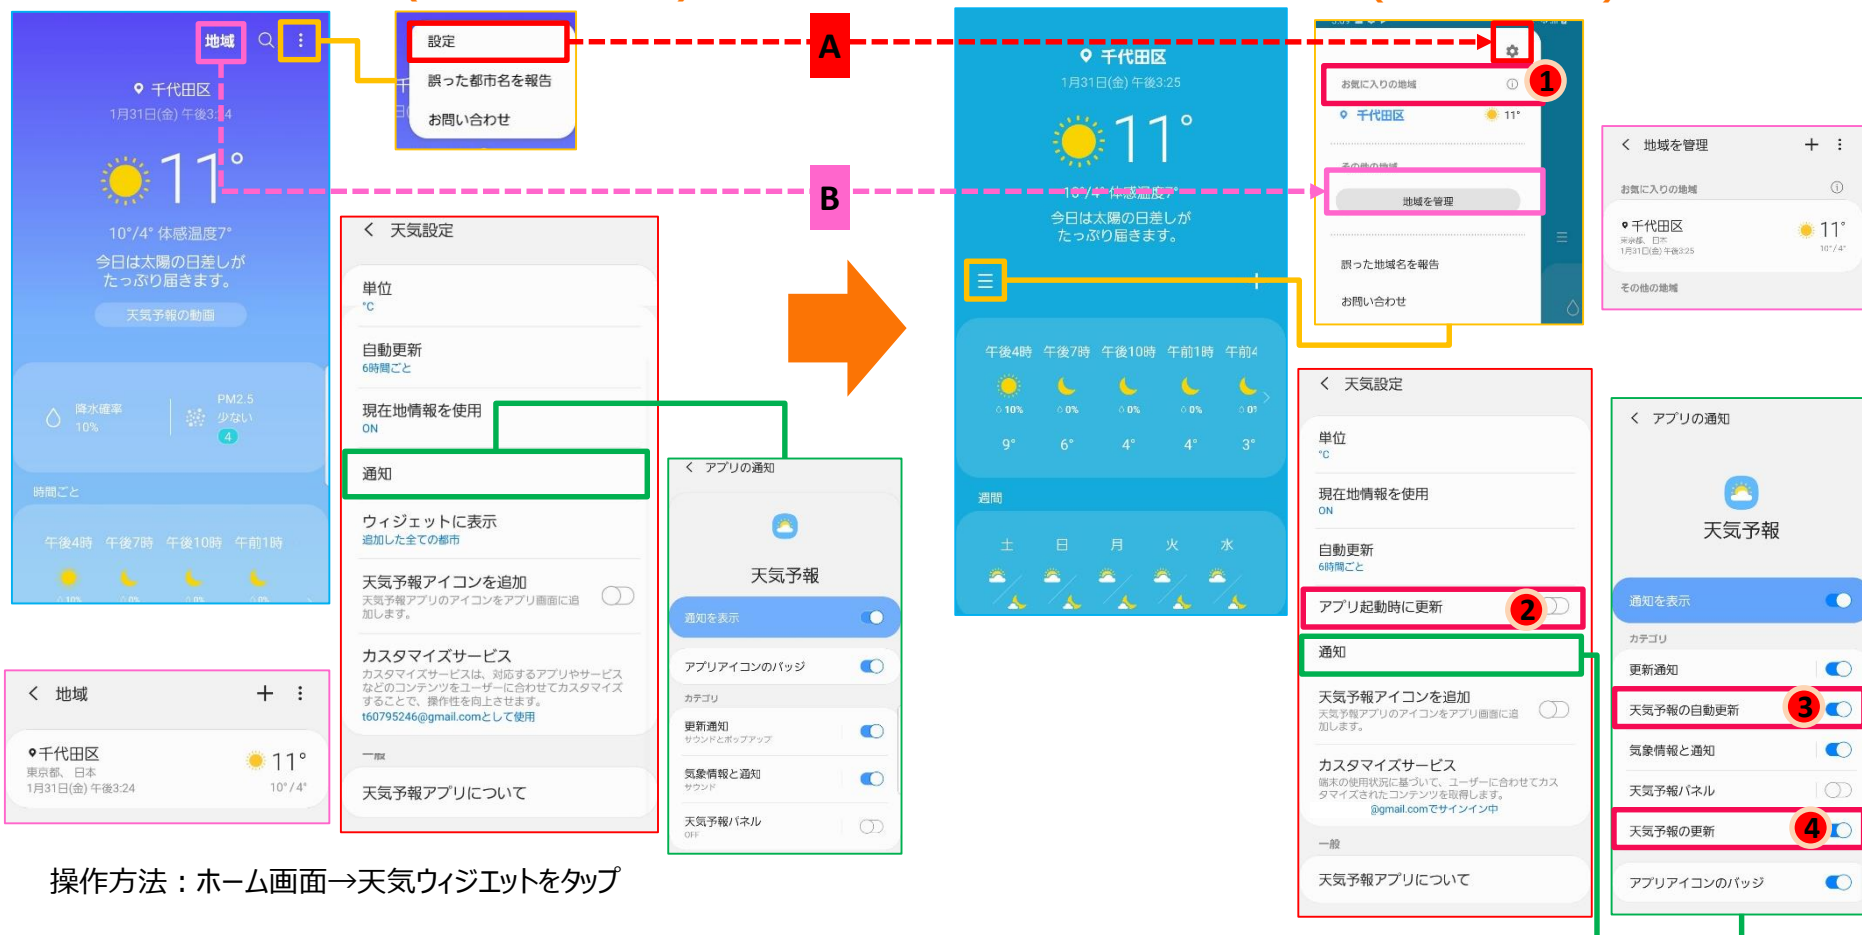 地域
千代田区
1月31日(金) 午後3:24
11°
10°/4° 体感温度7°
今日は太陽の日差しが
たっぷり届きます。
天気予報の動画
降水確率
10%
PM2.5
少ない
4
時間ごと
午後4時 午後7時 午後10時 午前1時
設定
誤った都市名を報告
お問い合わせ
天気設定
単位
°C
自動更新
6時間ごと
現在地情報を使用
ON
通知
ウィジェットに表示
追加した全ての都市
天気予報アイコンを追加
天気予報アプリのアイコンをアプリ画面に追
加します。
カスタマイズサービス
カスタマイズサービスは、対応するアプリやサービス
などのコンテンツをユーザーに合わせてカスタマイズ
することで、操作性を向上させます。
t60795246@gmail.comとして使用
一般
天気予報アプリについて
アプリの通知
天気予報
通知を表示
アプリアイコンのバッジ
カテゴリ
更新通知
サウンドとポップアップ
気象情報と通知
サウンド
天気予報パネル
OFF
地域
千代田区
東京都、日本
1月31日(金) 午後3:24
11°
10°/4°
操作方法：ホーム画面→天気ウィジエットをタップ
A
B
千代田区
1月31日(金) 午後3:25
11°
10°/4° 体感温度7°
今日は太陽の日差しが
たっぷり届きます。
午後4時 午後7時 午後10時 午前1時 午前4
10% 0% 0% 0%
9° 6° 4° 4° 3°
週間
土 日 月 火 水
お気に入りの地域
1
千代田区
11°
その他の地域
地域を管理
誤った地域名を報告
お問い合わせ
地域を管理
お気に入りの地域
千代田区
東京都、日本
1月31日(金) 午後3:25
11°
10°/4°
その他の地域
天気設定
単位
°C
現在地情報を使用
ON
自動更新
6時間ごと
アプリ起動時に更新
2
通知
天気予報アイコンを追加
天気予報アプリのアイコンをアプリ画面に追
加します。
カスタマイズサービス
端末の使用状況に基づいて、ユーザーに合わせてカス
タマイズされたコンテンツを取得します。
@gmail.comでサインイン中
一般
天気予報アプリについて
アプリの通知
天気予報
通知を表示
カテゴリ
更新通知
天気予報の自動更新
3
気象情報と通知
天気予報パネル
天気予報の更新
4
アプリアイコンのバッジ